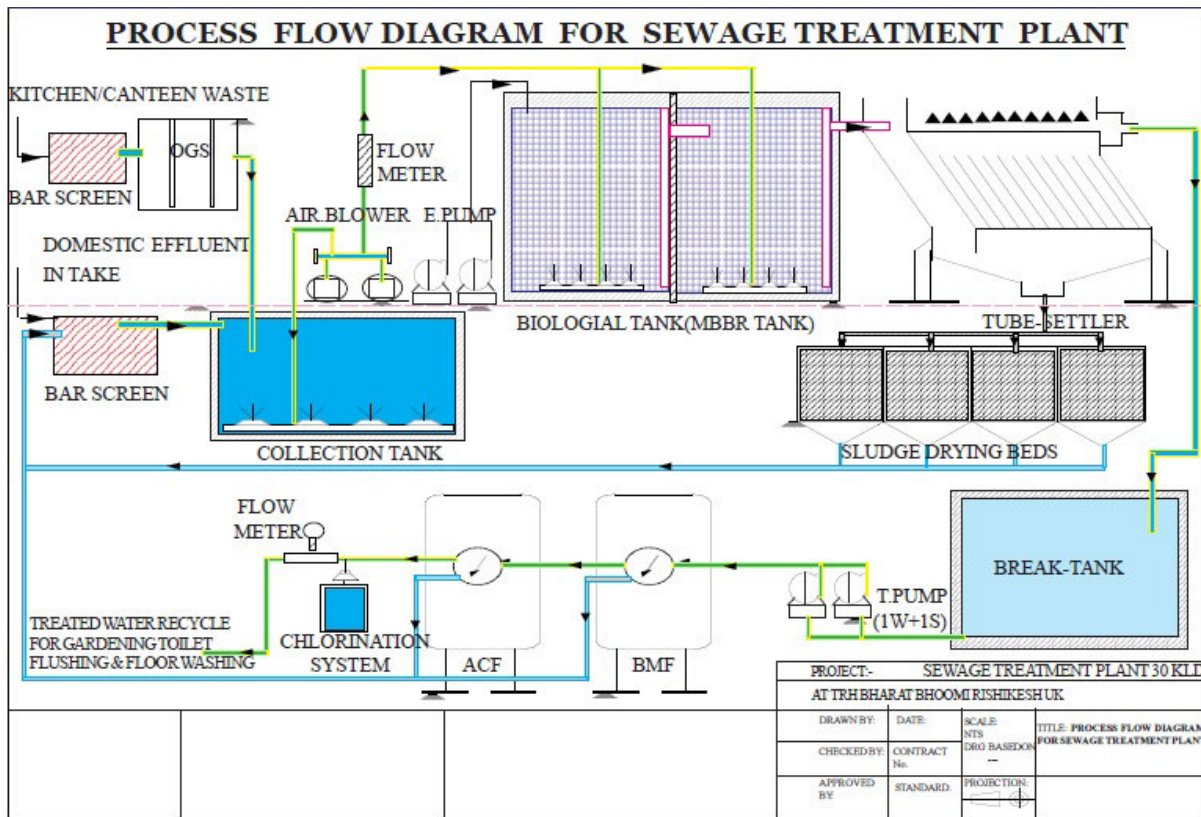 PROCESS FLOW DIAGRAM FOR SEWAGE TREATMENT PLANT
KITCHEN/CANTEEN WASTE
OGS
BAR SCREEN
FLOW
METER
AIR.BLOWER
E.PUMP
DOMESTIC EFFLUENT
IN TAKE
BIOLOGIAL TANK(MBBR TANK)
TUBE-SETTLER
BAR SCREEN
COLLECTION TANK
SLUDGE DRYING BEDS
FLOW
METER
BREAK-TANK
T.PUMP
(1W+1S)
TREATED WATER RECYCLE
FOR GARDENING TOILET
FLUSHING & FLOOR WASHING
CHLORINATION
SYSTEM
ACF
BMF
PROJECT:- SEWAGE TREATMENT PLANT 30 KLD
AT TRH BHARAT BHOOMI RISHIKESH UK
DRAWN BY:
DATE:
SCALE:
NTS
DRG BASEDON
---
TITLE: PROCESS FLOW DIAGRAM
FOR SEWAGE TREATMENT PLANT
CHECKED BY:
CONTRACT
No.
APPROVED
BY:
STANDARD.
PROJECTION: